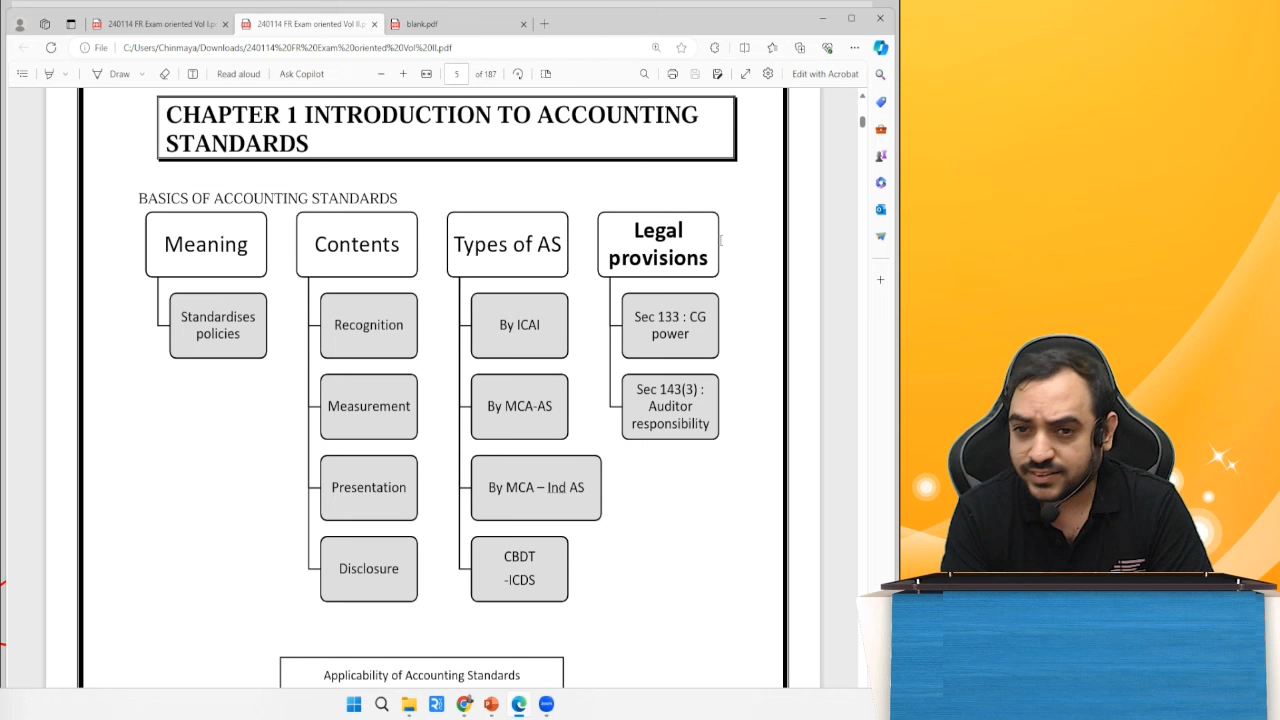 240114 FR Exam oriented Vol I.pc
240114 FR Exam oriented Vol II.p
blank.pdf
File
C:/Users/Chinmaya/Downloads/240114%20FR%20Exam%20oriented%20Vol%20II.pdf
Draw
Read aloud
Ask Copilot
5
of 187
Edit with Acrobat
CHAPTER 1 INTRODUCTION TO ACCOUNTING
STANDARDS
BASICS OF ACCOUNTING STANDARDS
Meaning
Standardises
policies
Contents
Recognition
Measurement
Presentation
Disclosure
Types of AS
By ICAI
By MCA-AS
By MCA – Ind AS
CBDT
-ICDS
Legal
provisions
Sec 133 : CG
power
Sec 143(3) :
Auditor
responsibility
Applicability of Accounting Standards